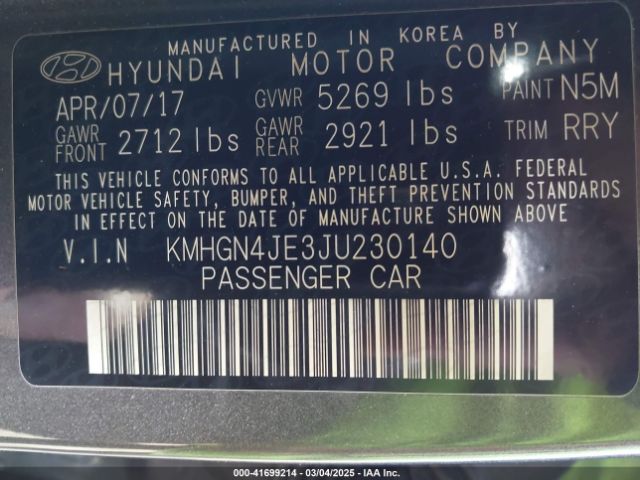 MANUFACTURED IN KOREA BY
HYUNDAI MOTOR COMPANY
APR/07/17 GVWR 5269 lbs PAINT N5M
GAWR FRONT 2712 lbs GAWR REAR 2921 lbs TRIM RRY
THIS VEHICLE CONFORMS TO ALL APPLICABLE U.S.A. FEDERAL
MOTOR VEHICLE SAFETY, BUMPER, AND THEFT PREVENTION STANDARDS
IN EFFECT ON THE DATE OF MANUFACTURE SHOWN ABOVE
V.I.N KMHGN4JE3JU230140
PASSENGER CAR
000-41699214 - 03/04/2025 - IAA Inc.